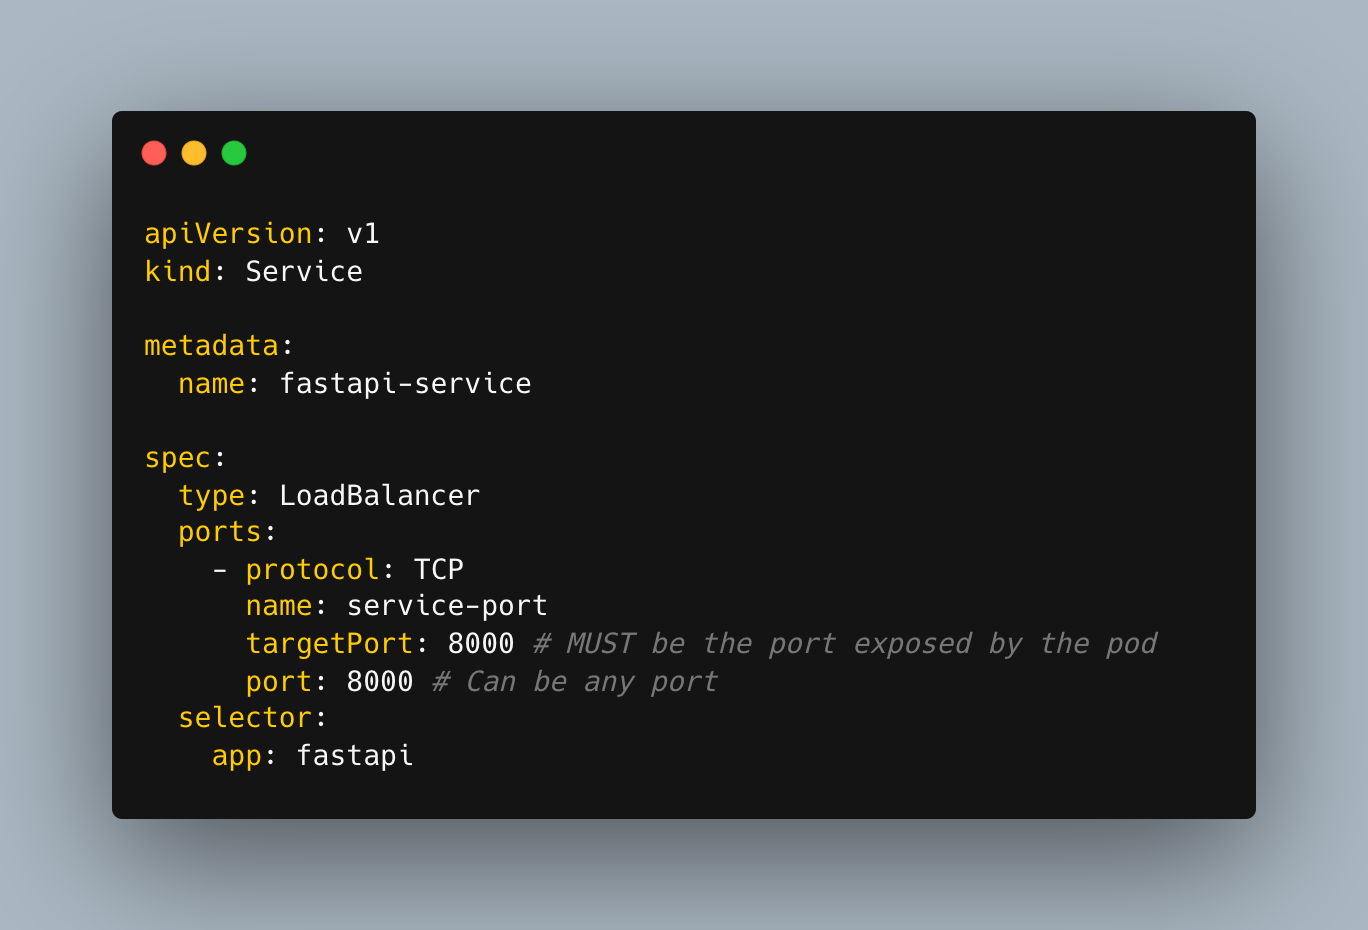 apiVersion: v1
kind: Service

metadata:
  name: fastapi-service

spec:
  type: LoadBalancer
  ports:
    - protocol: TCP
      name: service-port
      targetPort: 8000 # MUST be the port exposed by the pod
      port: 8000 # Can be any port
  selector:
    app: fastapi